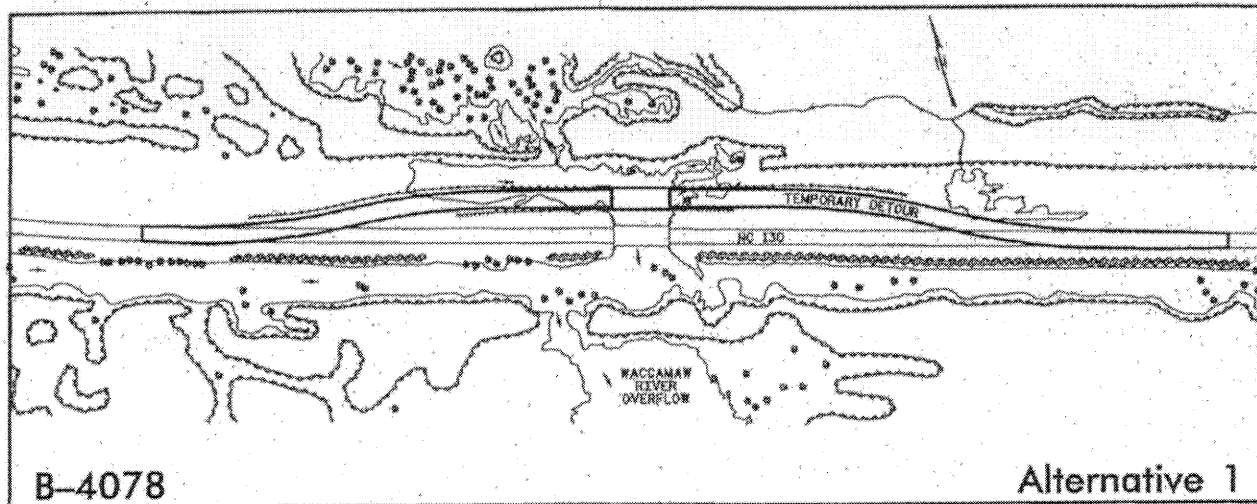 TEMPORARY DETOUR
NC 130
WACCAMAW
RIVER
OVERFLOW
B-4078
Alternative 1